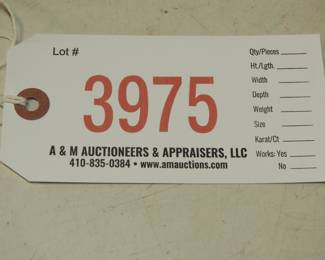 Lot #
3975
A & M AUCTIONEERS & APPRAISERS, LLC
410-835-0384 • www.amauctions.com
Qty/Pieces
Ht./Lgth.
Width
Depth
Weight
Size
Karat/Ct
Works: Yes
No